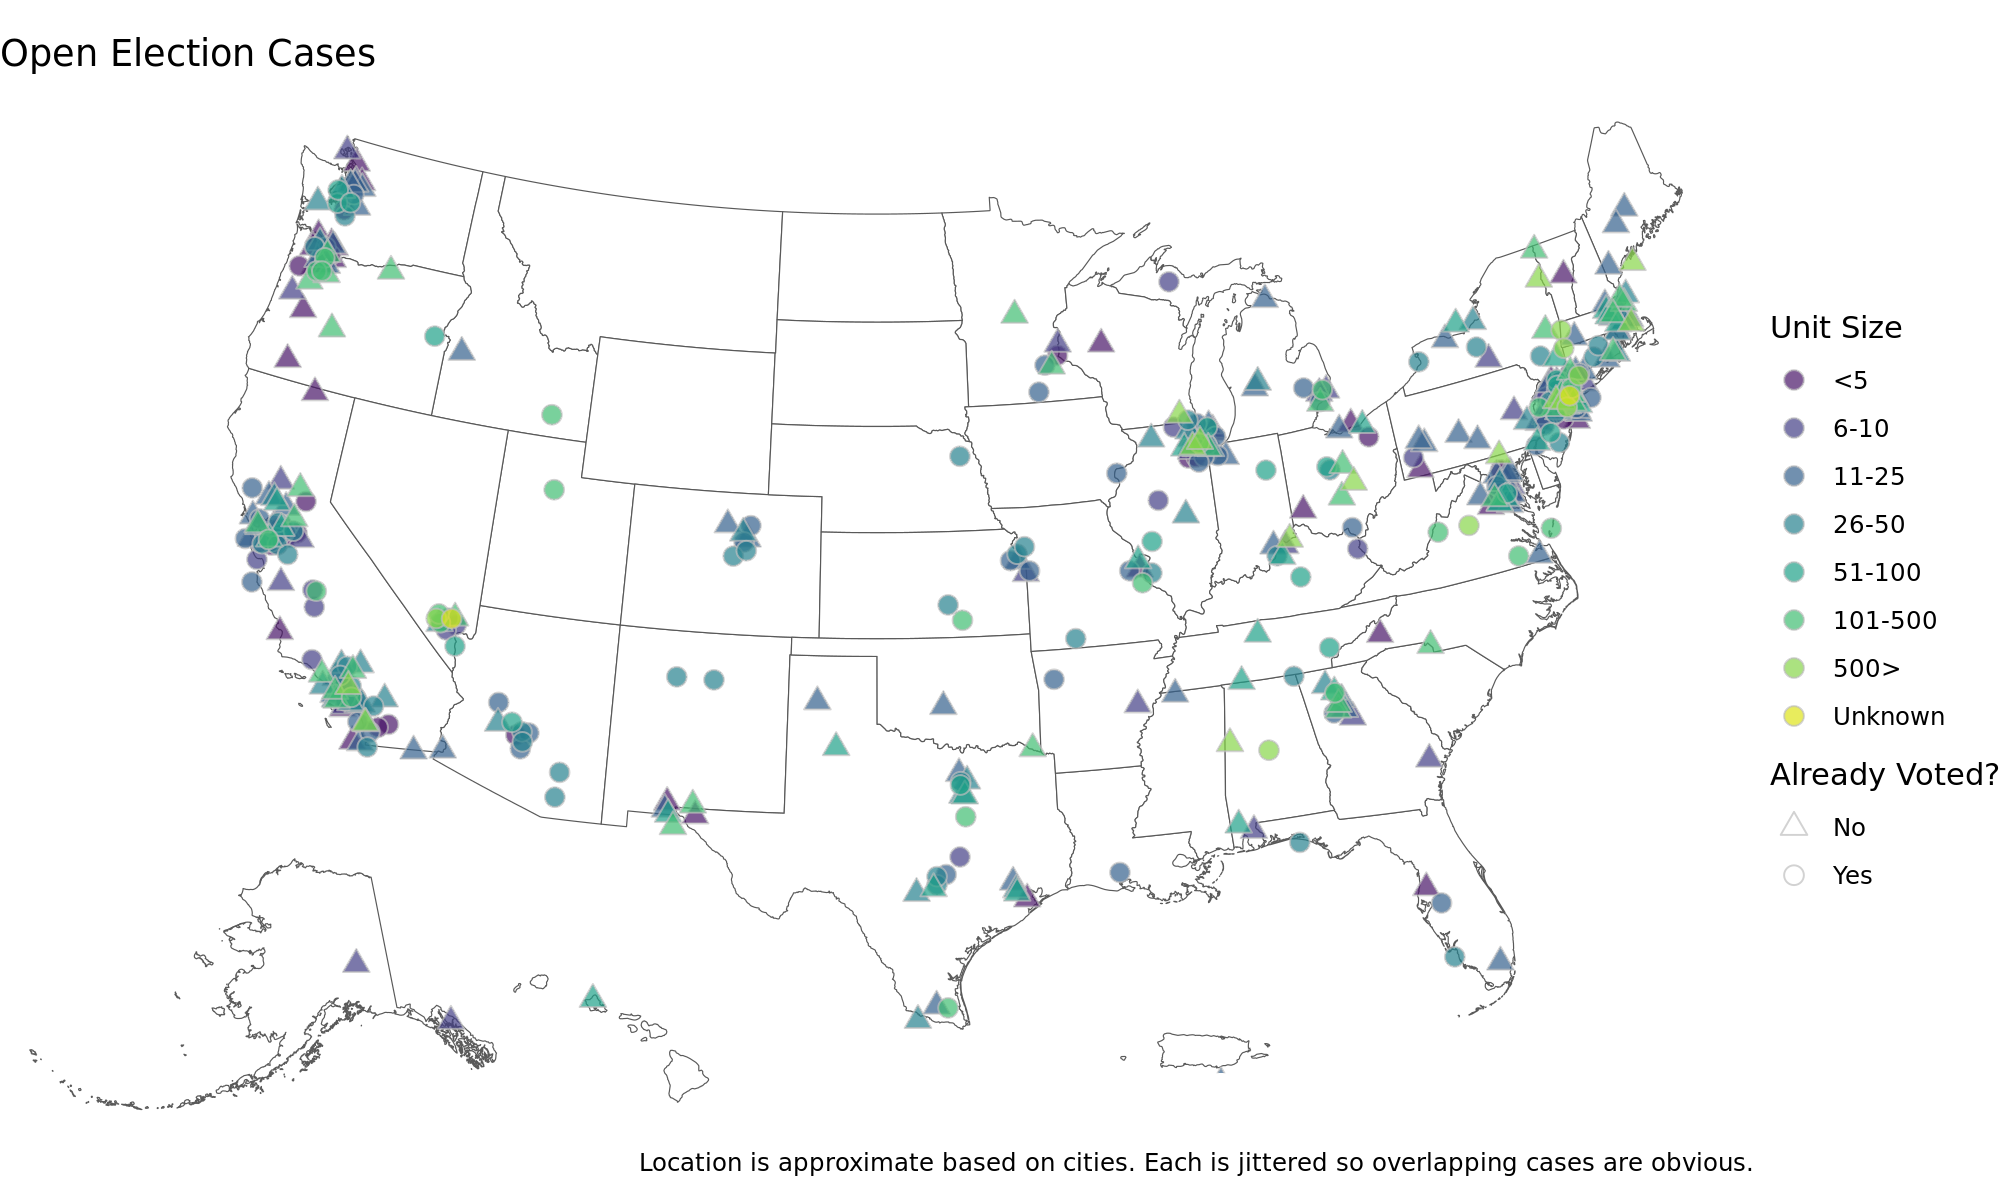 Open Election Cases
Unit Size
<5
6-10
11-25
26-50
51-100
101-500
500>
Unknown
Already Voted?
No
Yes
Location is approximate based on cities. Each is jittered so overlapping cases are obvious.